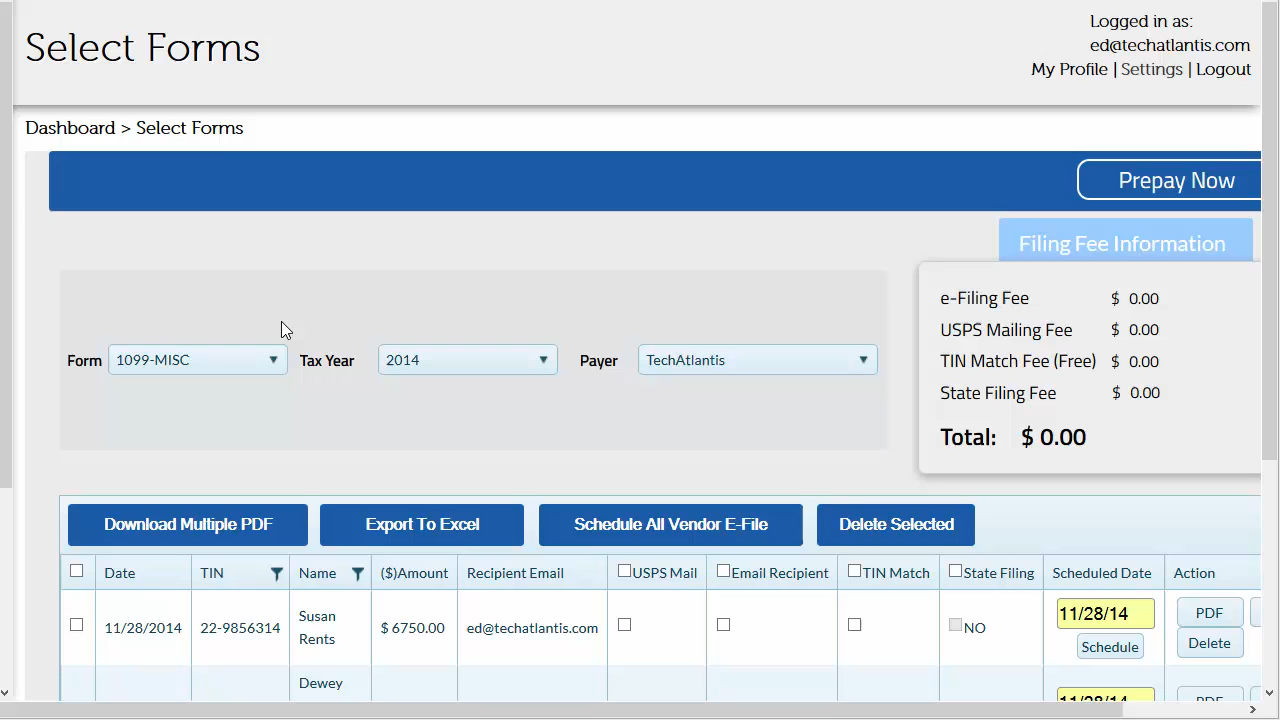 Select Forms
Logged in as:
ed@techatlantis.com
My Profile | Settings | Logout
Dashboard > Select Forms
Prepay Now
Filing Fee Information
e-Filing Fee $ 0.00
USPS Mailing Fee $ 0.00
TIN Match Fee (Free) $ 0.00
State Filing Fee $ 0.00
Total: $ 0.00
Form 1099-MISC Tax Year 2014 Payer TechAtlantis
Download Multiple PDF Export To Excel Schedule All Vendor E-File Delete Selected
Date TIN Name ($)Amount Recipient Email USPS Mail Email Recipient TIN Match State Filing Scheduled Date Action
11/28/2014 22-9856314 Susan Rents $ 6750.00 ed@techatlantis.com NO 11/28/14 PDF
Schedule Delete
Dewey
11/28/14 PDF